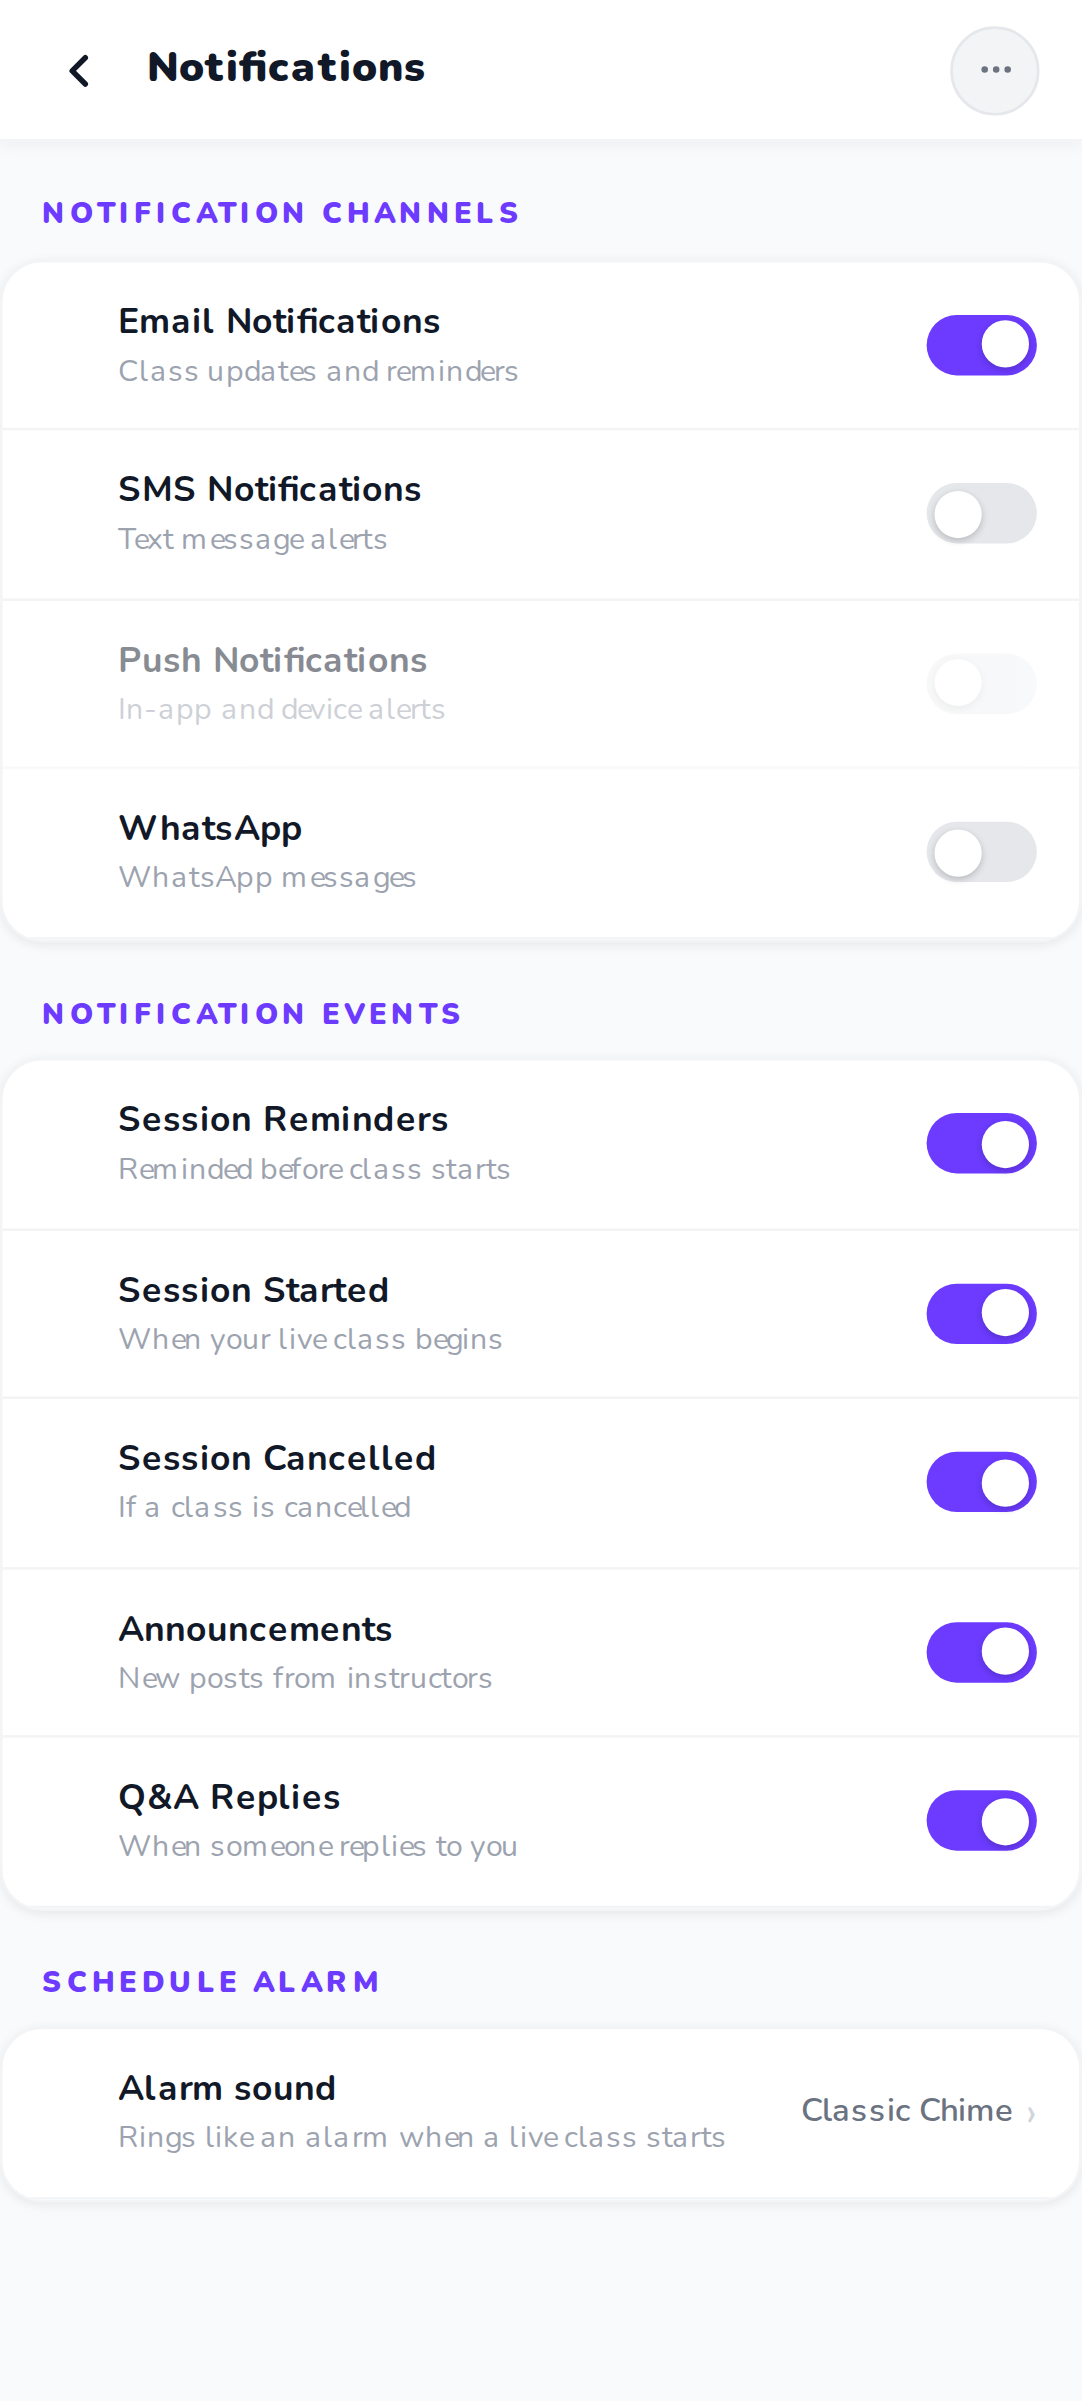 Notifications
NOTIFICATION CHANNELS
Email Notifications
Class updates and reminders
SMS Notifications
Text message alerts
Push Notifications
In-app and device alerts
WhatsApp
WhatsApp messages
NOTIFICATION EVENTS
Session Reminders
Reminded before class starts
Session Started
When your live class begins
Session Cancelled
If a class is cancelled
Announcements
New posts from instructors
Q&A Replies
When someone replies to you
SCHEDULE ALARM
Alarm sound
Classic Chime ›
Rings like an alarm when a live class starts